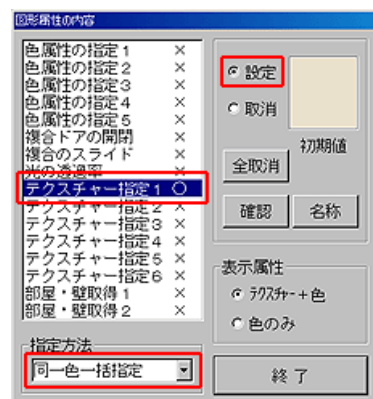 図形属性の内容
色属性の指定1 ×
色属性の指定2 ×
色属性の指定3 ×
色属性の指定4 ×
色属性の指定5 ×
複合ドアの開閉 ×
複合のスライド ×
光の透過率 ×
テクスチャー指定1 〇
テクスチャー指定2 ×
テクスチャー指定3 ×
テクスチャー指定4 ×
テクスチャー指定5 ×
テクスチャー指定6 ×
部屋・壁取得1 ×
部屋・壁取得2 ×
指定方法
同一色一括指定
設定
取消
初期値
全取消
確認 名称
表示属性
テクスチャー+色
色のみ
終了